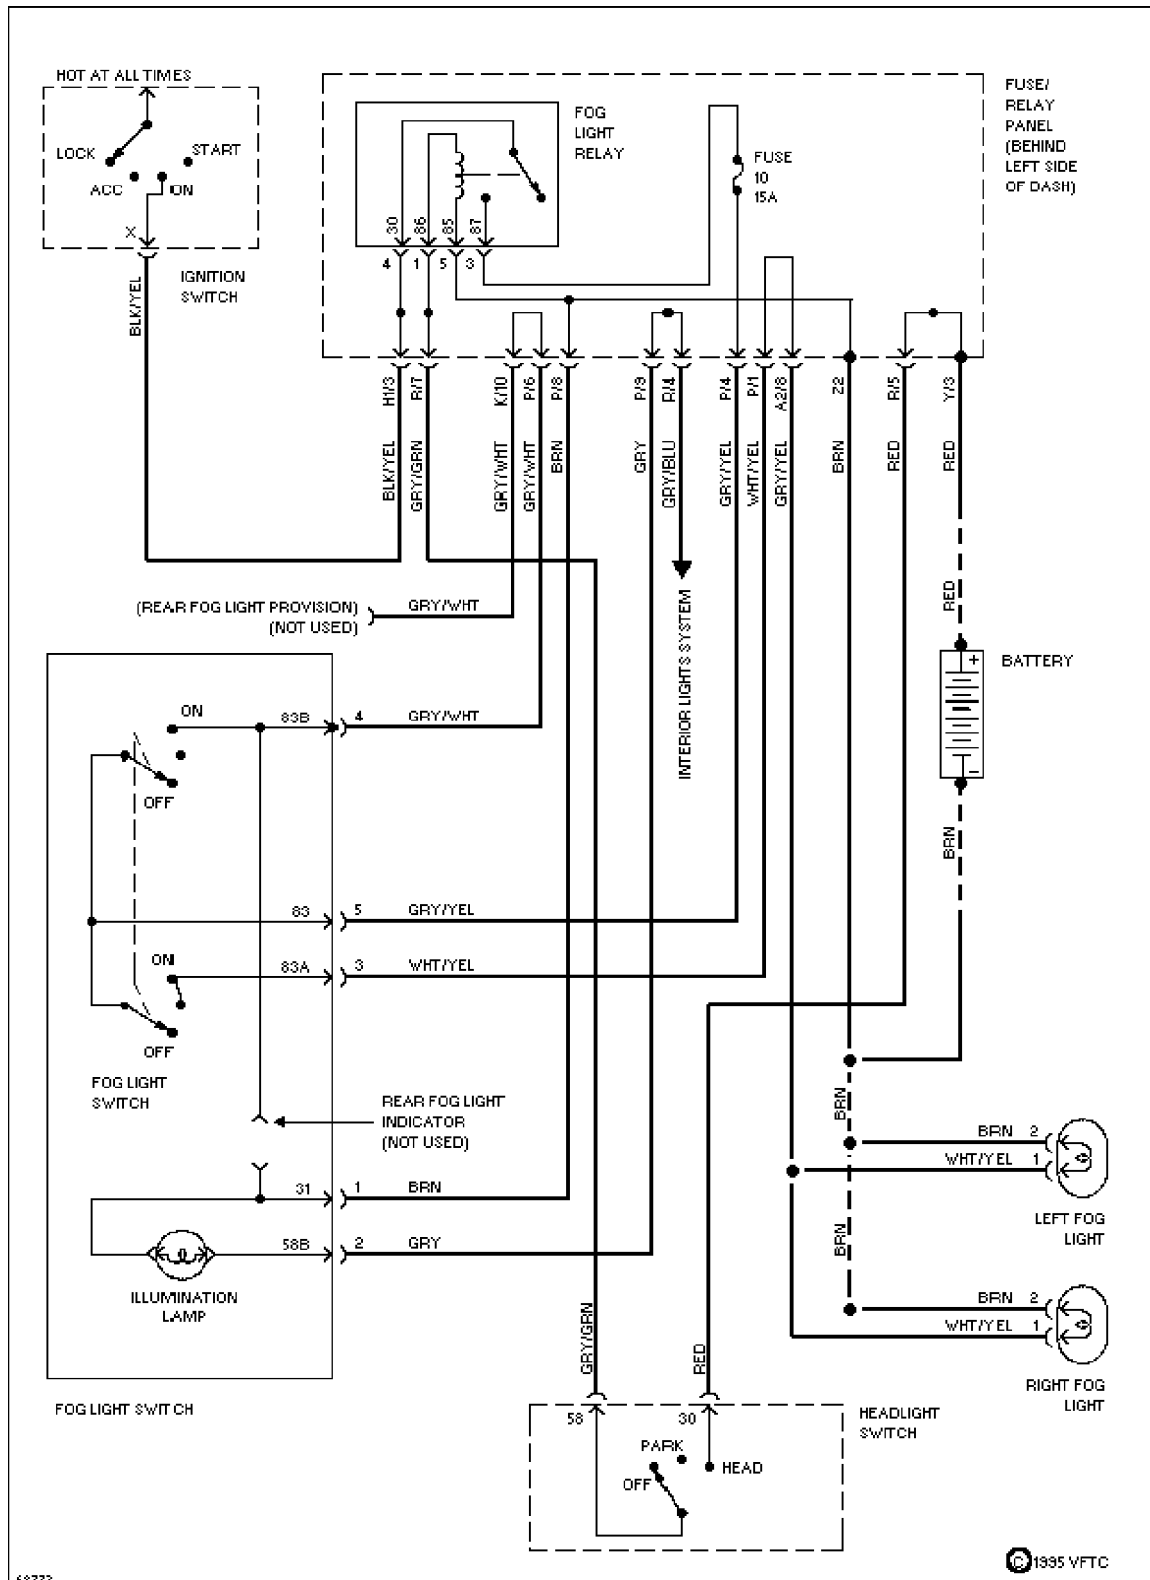 HOT AT ALL TIMES
LOCK
START
ACC
ON
X
IGNITION
SWITCH
BLK/YEL
FOG
LIGHT
RELAY
30
86
85
87
4
1
5
3
FUSE
10
15A
FUSE/
RELAY
PANEL
(BEHIND
LEFT SIDE
OF DASH)
H1/3
R/7
K/10
P/6
P/8
P/9
R/4
P/4
P/1
A2/8
Z2
R/5
Y/3
BLK/YEL
GRY/GRN
GRY/WHT
GRY/WHT
BRN
GRY
GRY/BLU
GRY/YEL
WHT/YEL
GRY/YEL
BRN
RED
RED
(REAR FOG LIGHT PROVISION)
(NOT USED)
GRY/WHT
INTERIOR LIGHTS SYSTEM
RED
+
BATTERY
-
BRN
ON
83B
4
GRY/WHT
OFF
83
5
GRY/YEL
ON
83A
3
WHT/YEL
OFF
FOG LIGHT
SWITCH
REAR FOG LIGHT
INDICATOR
(NOT USED)
31
1
BRN
58B
2
GRY
ILLUMINATION
LAMP
FOG LIGHT SWITCH
BRN
BRN
BRN 2
WHT/YEL 1
LEFT FOG
LIGHT
BRN 2
WHT/YEL 1
RIGHT FOG
LIGHT
GRY/GRN
RED
58
30
PARK
OFF
HEAD
HEADLIGHT
SWITCH
© 1995 VFTC